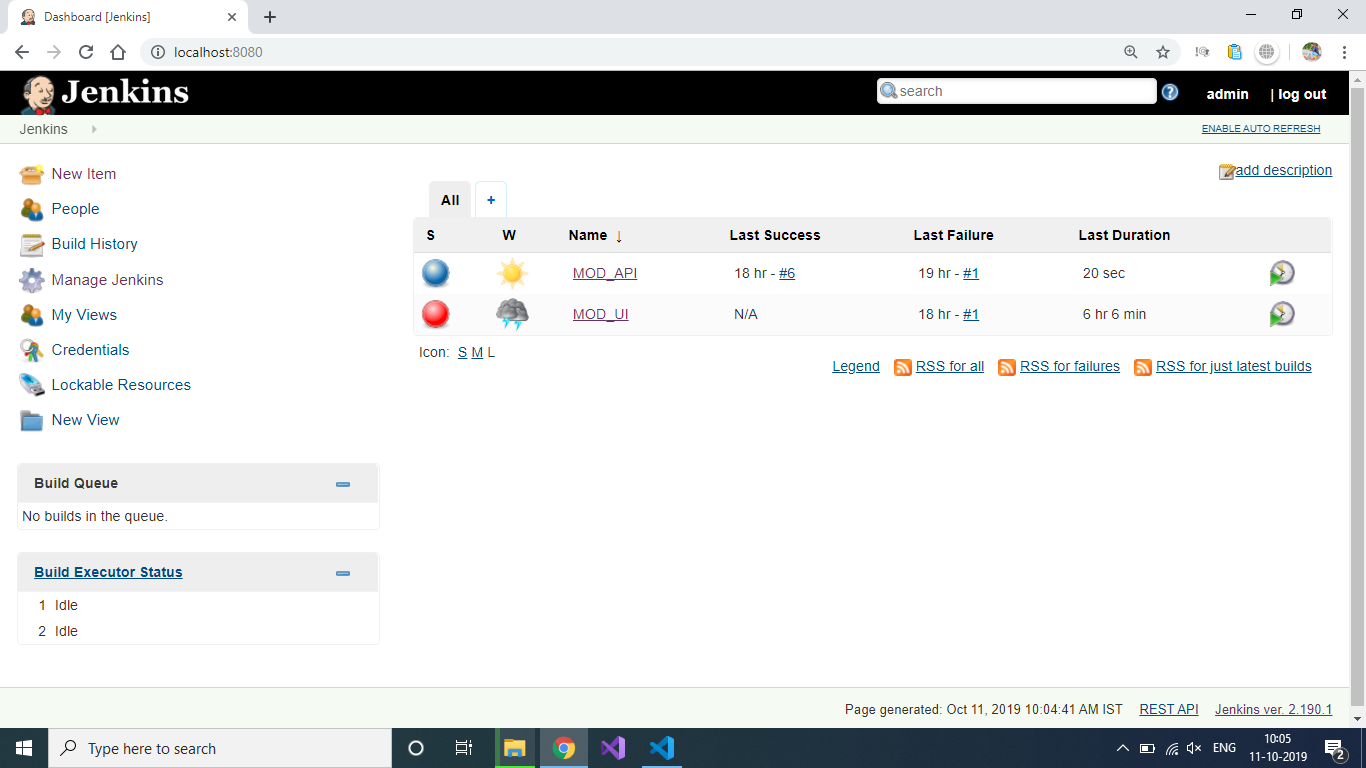 Dashboard [Jenkins]
localhost:8080
Jenkins
search
admin
| log out
Jenkins
ENABLE AUTO REFRESH
New Item
People
Build History
Manage Jenkins
My Views
Credentials
Lockable Resources
New View
Build Queue
No builds in the queue.
Build Executor Status
1 Idle
2 Idle
add description
All +
S W Name ↓ Last Success Last Failure Last Duration
MOD_API 18 hr - #6 19 hr - #1 20 sec
MOD_UI N/A 18 hr - #1 6 hr 6 min
Icon: S M L
Legend RSS for all RSS for failures RSS for just latest builds
Page generated: Oct 11, 2019 10:04:41 AM IST REST API Jenkins ver. 2.190.1
Type here to search
ENG
10:05
11-10-2019
2